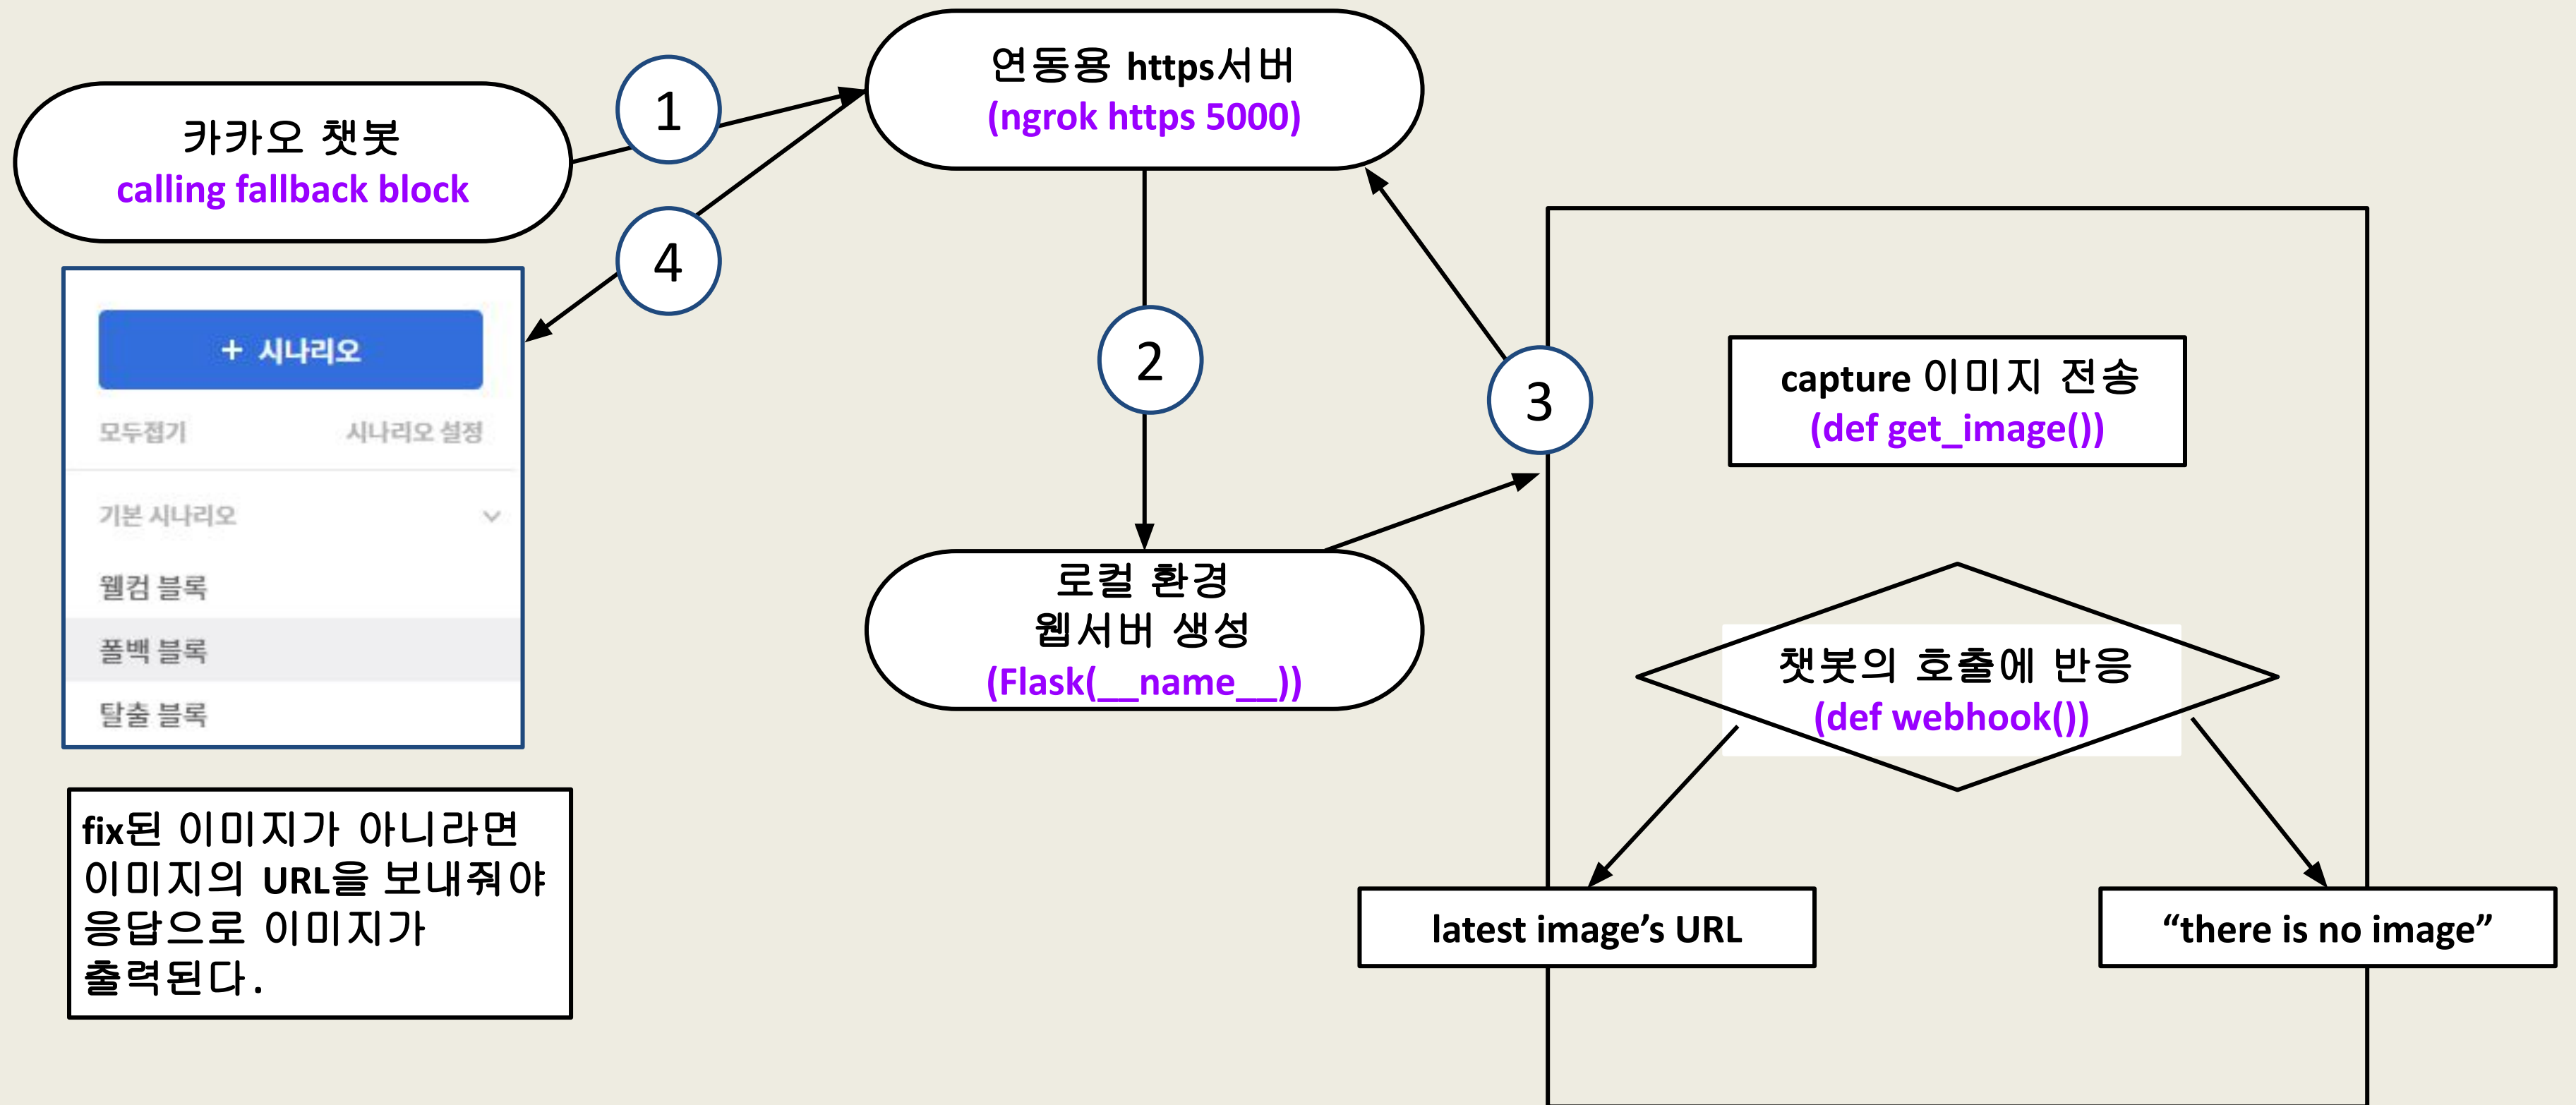 카카오 챗봇
calling fallback block
1
연동용 https서버
(ngrok https 5000)
4
+ 시나리오
모두접기 시나리오 설정
기본 시나리오
웰컴 블록
폴백 블록
탈출 블록
fix된 이미지가 아니라면
이미지의 URL을 보내줘야
응답으로 이미지가
출력된다.
2
로컬 환경
웹서버 생성
(Flask(__name__))
3
capture 이미지 전송
(def get_image())
챗봇의 호출에 반응
(def webhook())
latest image’s URL
“there is no image”